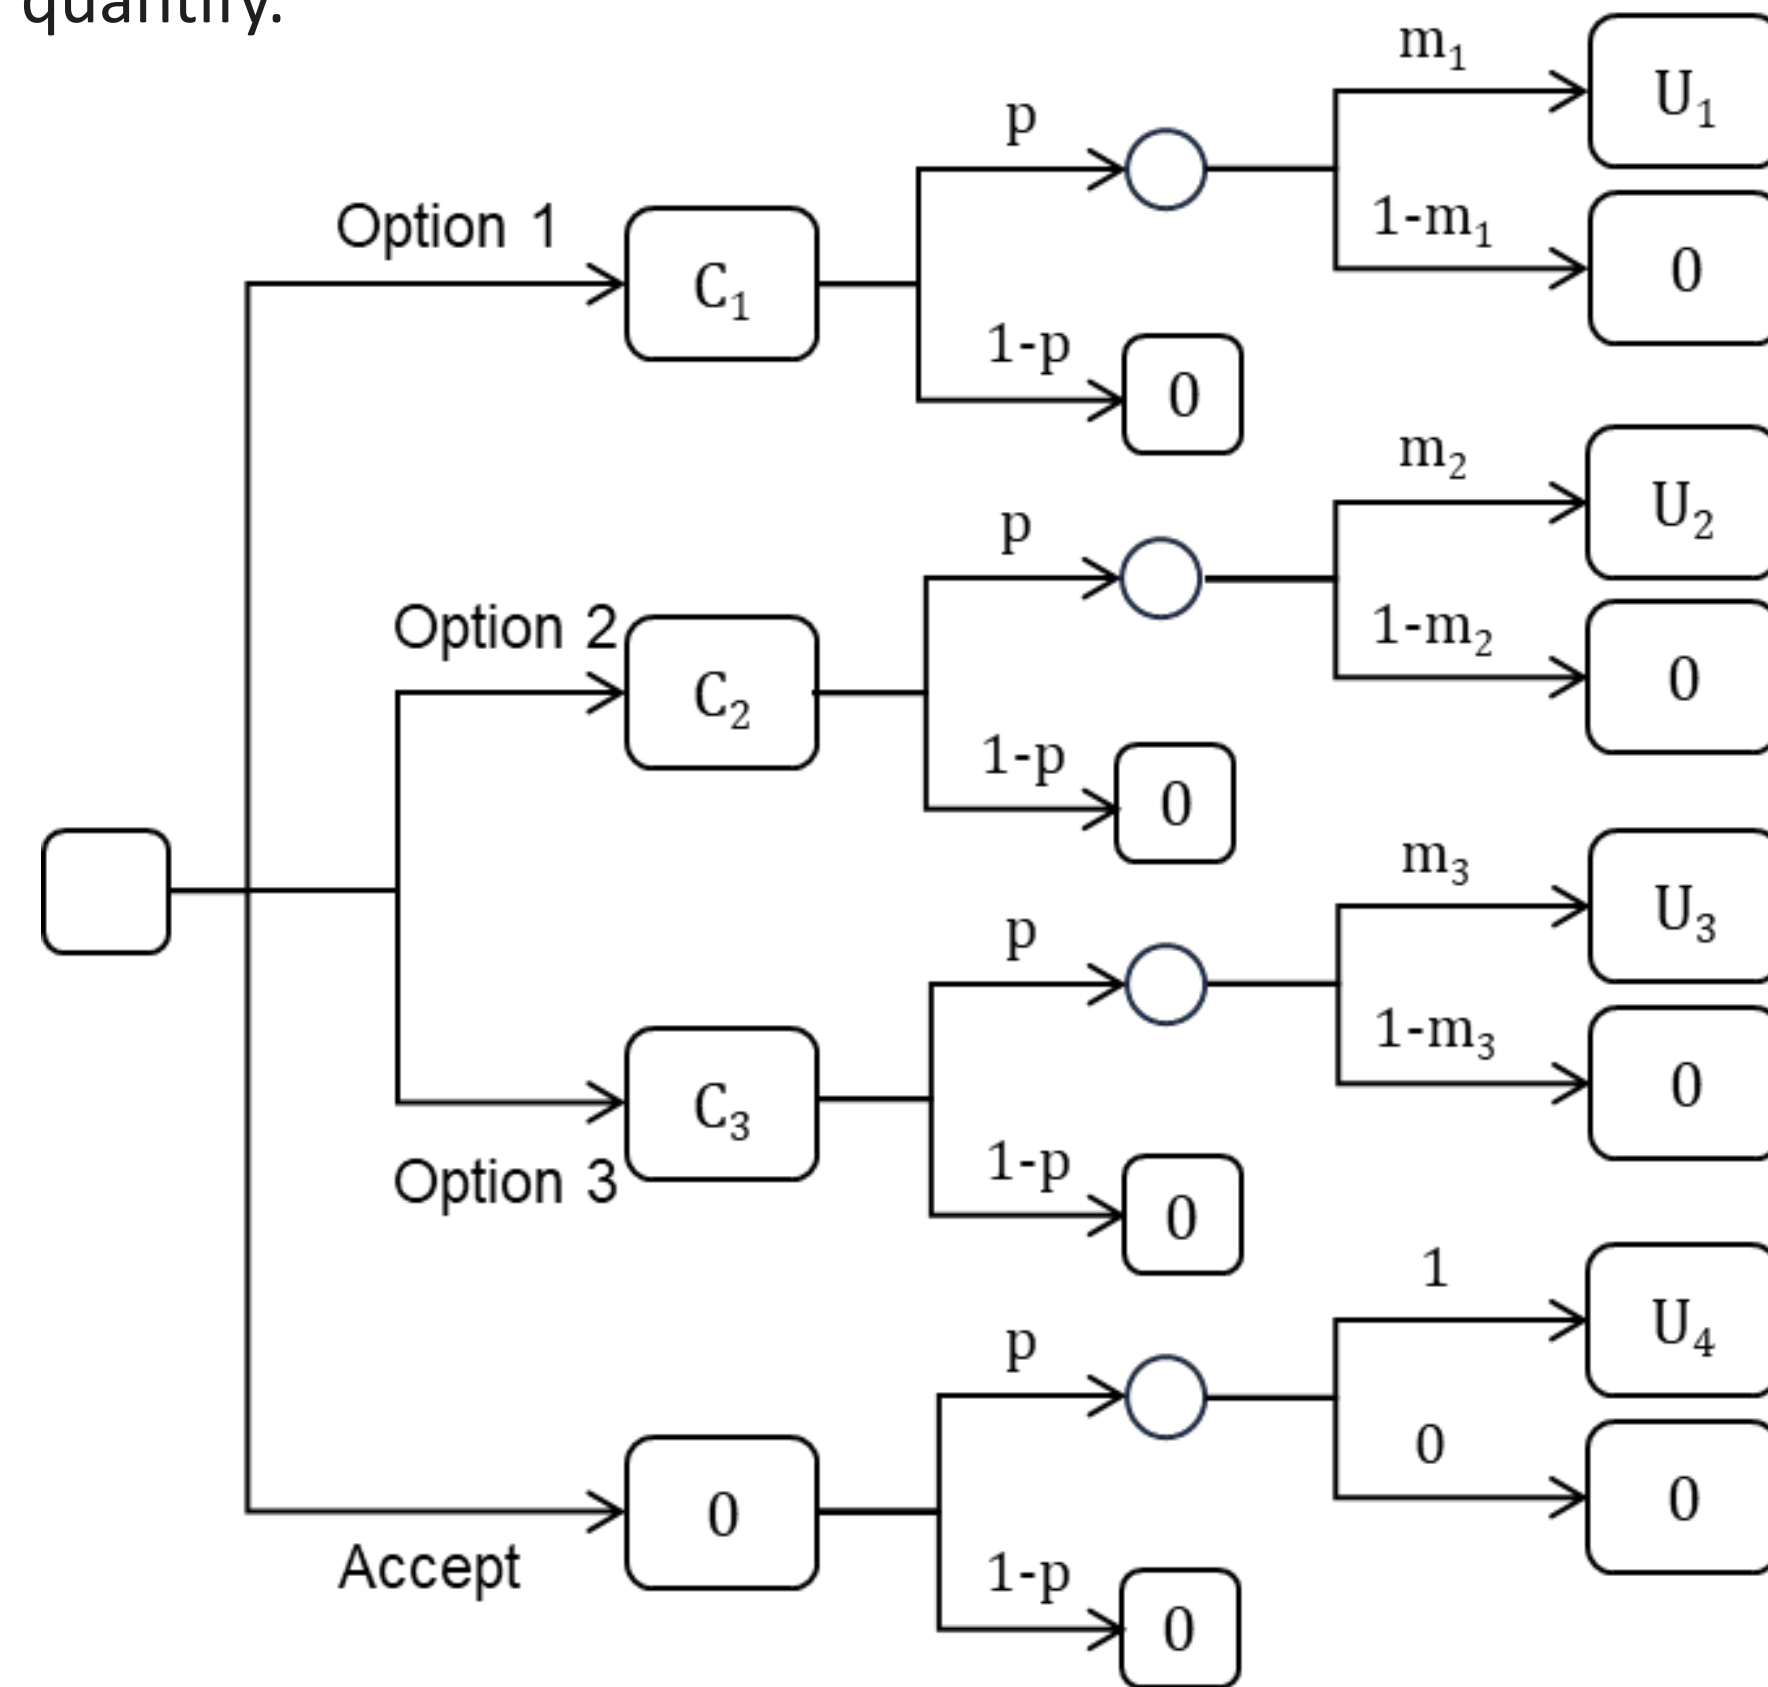 quantify.
m₁
U₁
p
1-m₁
Option 1
0
C₁
1-p
0
m₂
U₂
p
1-m₂
Option 2
0
C₂
1-p
0
m₃
U₃
p
1-m₃
0
C₃
1-p
Option 3
0
1
U₄
p
0
0
0
Accept
1-p
0